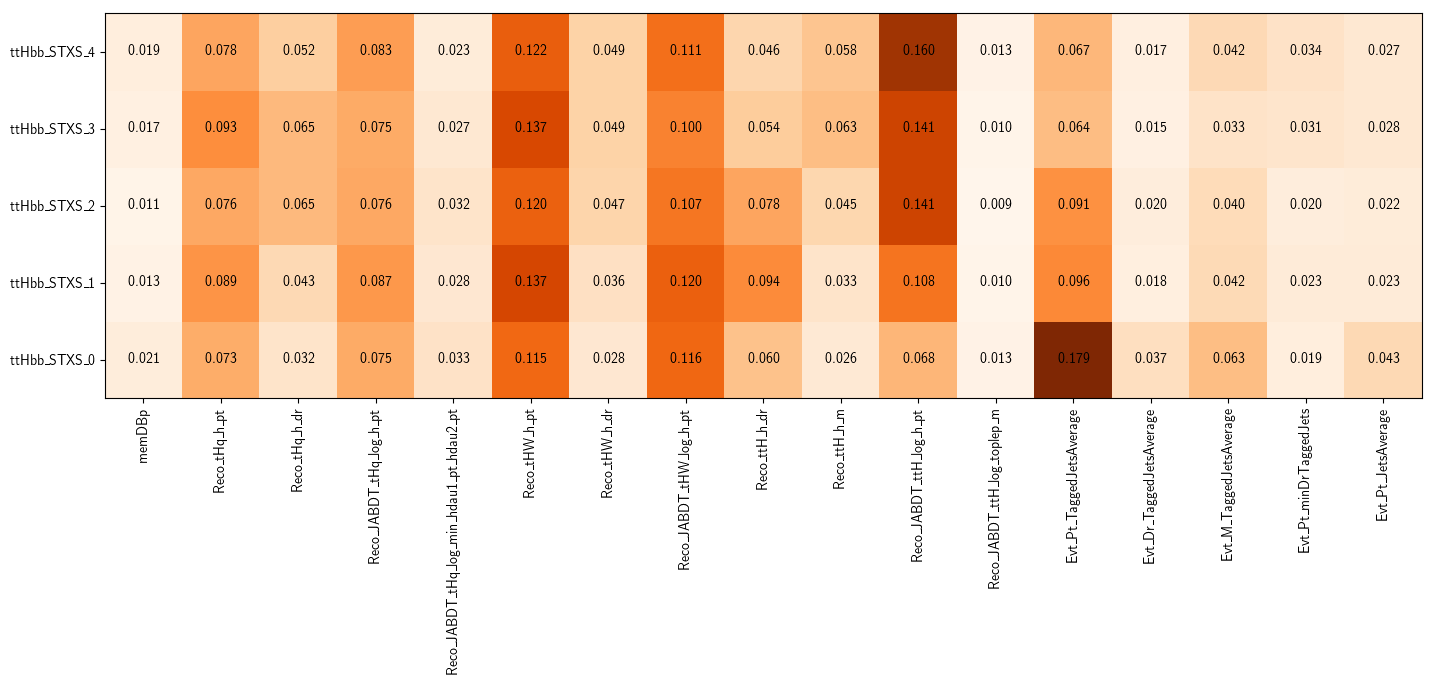 ttHbb_STXS_4 0.019 0.078 0.052 0.083 0.023 0.122 0.049 0.111 0.046 0.058 0.160 0.013 0.067 0.017 0.042 0.034 0.027
ttHbb_STXS_3 0.017 0.093 0.065 0.075 0.027 0.137 0.049 0.100 0.054 0.063 0.141 0.010 0.064 0.015 0.033 0.031 0.028
ttHbb_STXS_2 0.011 0.076 0.065 0.076 0.032 0.120 0.047 0.107 0.078 0.045 0.141 0.009 0.091 0.020 0.040 0.020 0.022
ttHbb_STXS_1 0.013 0.089 0.043 0.087 0.028 0.137 0.036 0.120 0.094 0.033 0.108 0.010 0.096 0.018 0.042 0.023 0.023
ttHbb_STXS_0 0.021 0.073 0.032 0.075 0.033 0.115 0.028 0.116 0.060 0.026 0.068 0.013 0.179 0.037 0.063 0.019 0.043
memDBp
Reco_tHq_h_pt
Reco_tHq_h_dr
Reco_JABDT_tHq_log_h_pt
Reco_JABDT_tHq_log_min_hdau1_pt_hdau2_pt
Reco_tHW_h_pt
Reco_tHW_h_dr
Reco_JABDT_tHW_log_h_pt
Reco_ttH_h_dr
Reco_ttH_h_m
Reco_JABDT_ttH_log_h_pt
Reco_JABDT_ttH_log_toplep_m
Evt_Pt_TaggedJetsAverage
Evt_Dr_TaggedJetsAverage
Evt_M_TaggedJetsAverage
Evt_Pt_minDrTaggedJets
Evt_Pt_JetsAverage